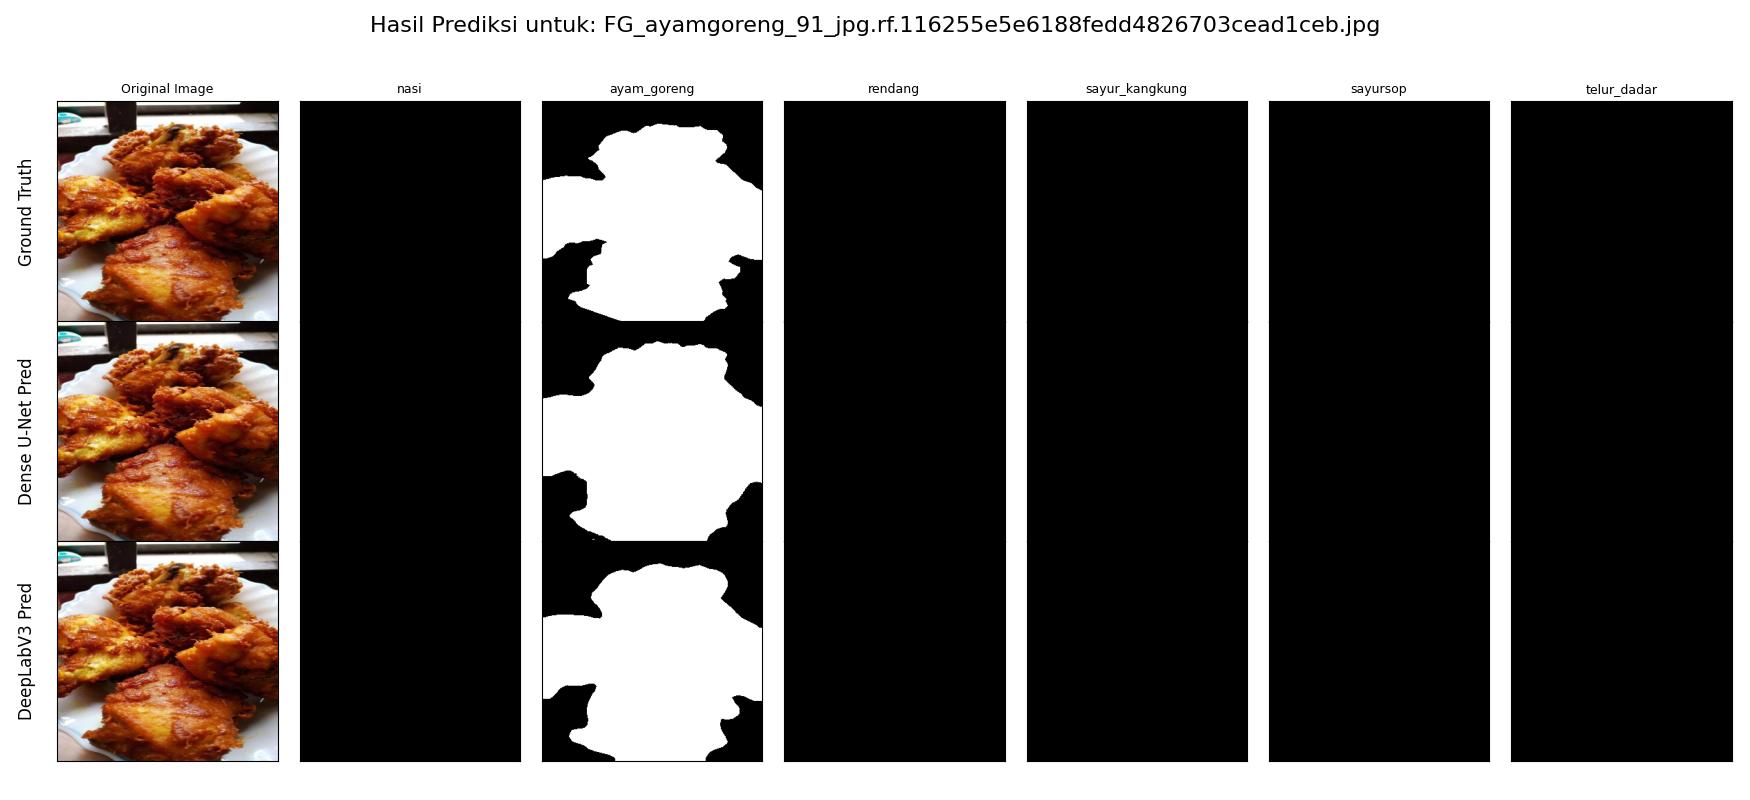 Hasil Prediksi untuk: FG_ayamgoreng_91_jpg.rf.116255e5e6188fedd4826703cead1ceb.jpg
Original Image
nasi
ayam_goreng
rendang
sayur_kangkung
sayursop
telur_dadar
Ground Truth
Dense U-Net Pred
DeepLabV3 Pred